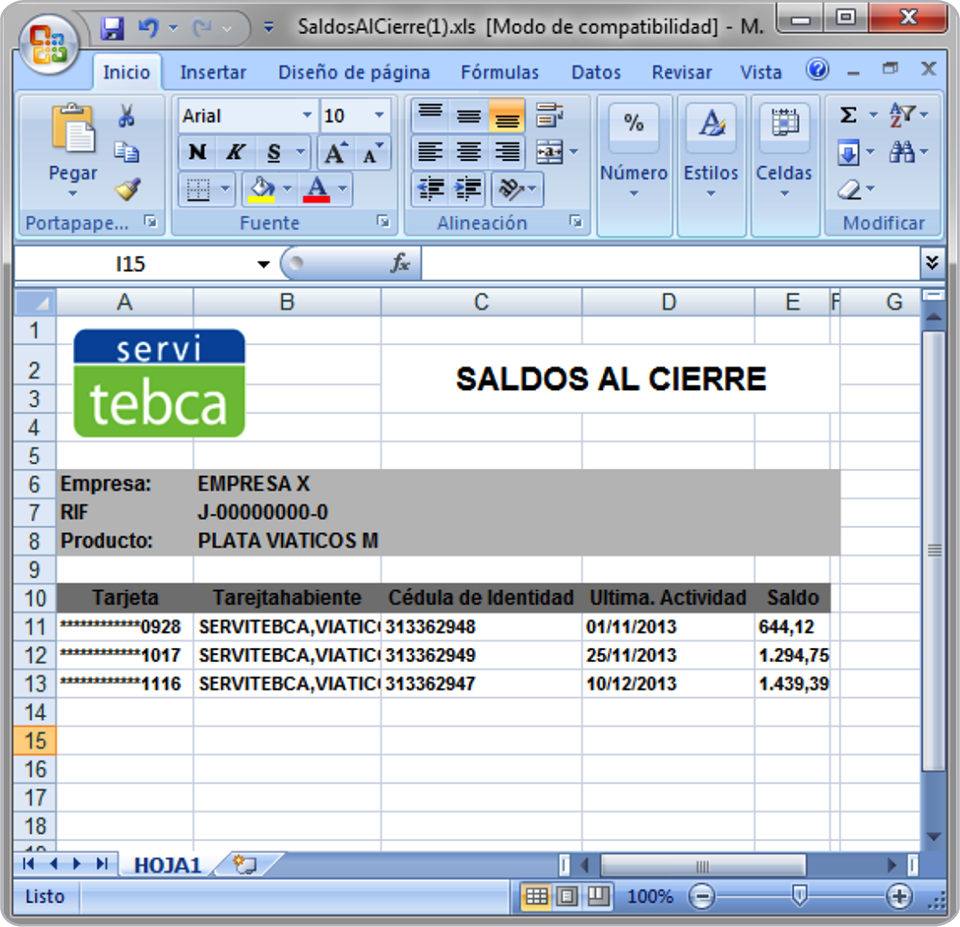 SaldosAlCierre(1).xls [Modo de compatibilidad] - M.
Inicio Insertar Diseño de página Fórmulas Datos Revisar Vista
Arial 10
Pegar
N K S A A
A
%
Número
A
Estilos
Celdas
Σ
Portapape... Fuente Alineación Modificar
I15 fx
A B C D E F G
1
servi
tebca
2
SALDOS AL CIERRE
3
4
5
6 Empresa: EMPRESA X
7 RIF J-00000000-0
8 Producto: PLATA VIATICOS M
9
10 Tarjeta Tarejtahabiente Cédula de Identidad Ultima. Actividad Saldo
11 ************0928 SERVITEBCA,VIATIC 313362948 01/11/2013 644,12
12 ************1017 SERVITEBCA,VIATIC 313362949 25/11/2013 1.294,75
13 ************1116 SERVITEBCA,VIATIC 313362947 10/12/2013 1.439,39
14
15
16
17
18
19
HOJA1
Listo 100%